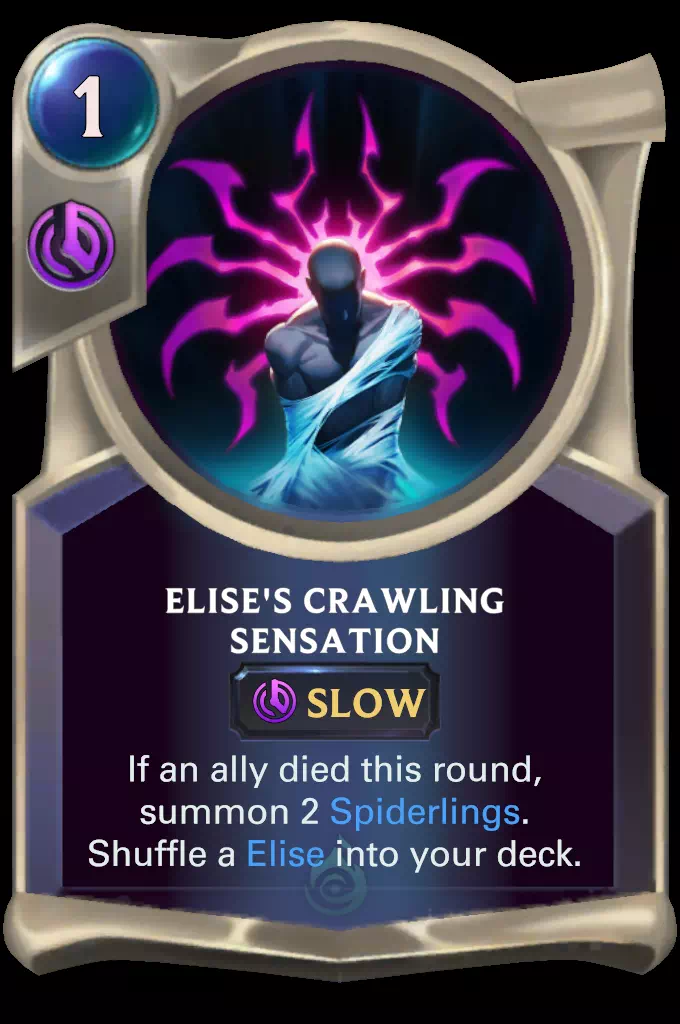 1
ELISE'S CRAWLING
SENSATION
SLOW
If an ally died this round,
summon 2 Spiderlings.
Shuffle a Elise into your deck.